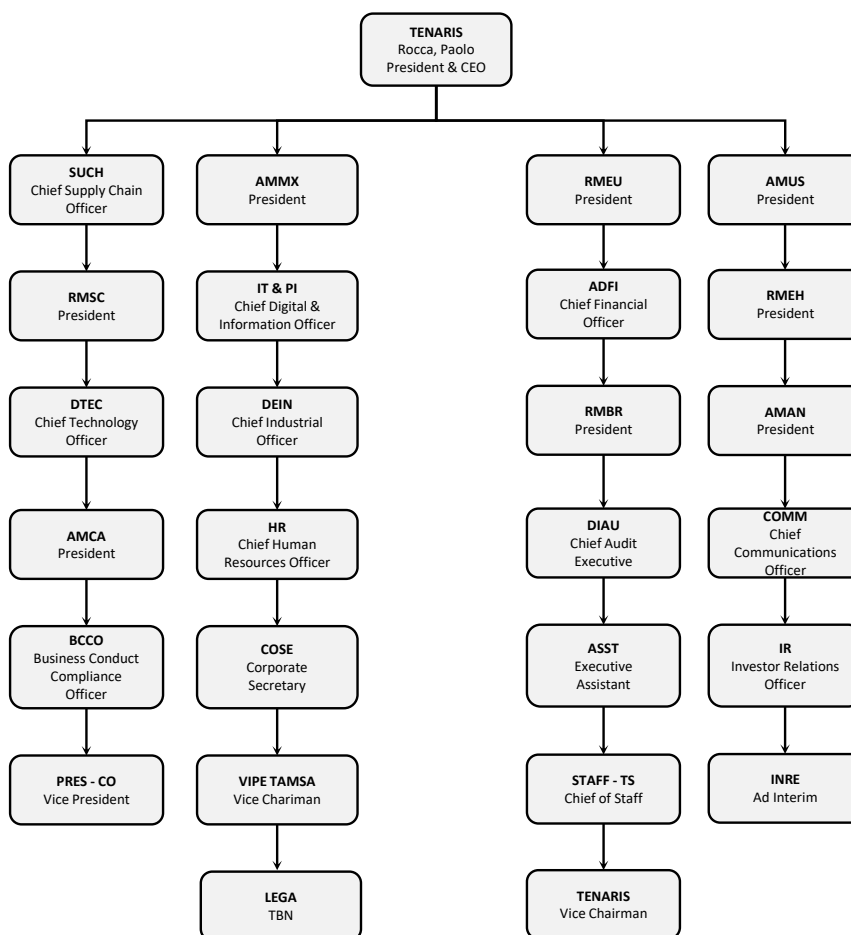 TENARIS
Rocca, Paolo
President & CEO
SUCH
Chief Supply Chain
Officer
AMMX
President
RMEU
President
AMUS
President
RMSC
President
IT & PI
Chief Digital &
Information Officer
ADFI
Chief Financial
Officer
RMEH
President
DTEC
Chief Technology
Officer
DEIN
Chief Industrial
Officer
RMBR
President
AMAN
President
AMCA
President
HR
Chief Human
Resources Officer
DIAU
Chief Audit
Executive
COMM
Chief
Communications
Officer
BCCO
Business Conduct
Compliance
Officer
COSE
Corporate
Secretary
ASST
Executive
Assistant
IR
Investor Relations
Officer
PRES - CO
Vice President
VIPE TAMSA
Vice Chariman
STAFF - TS
Chief of Staff
INRE
Ad Interim
LEGA
TBN
TENARIS
Vice Chairman